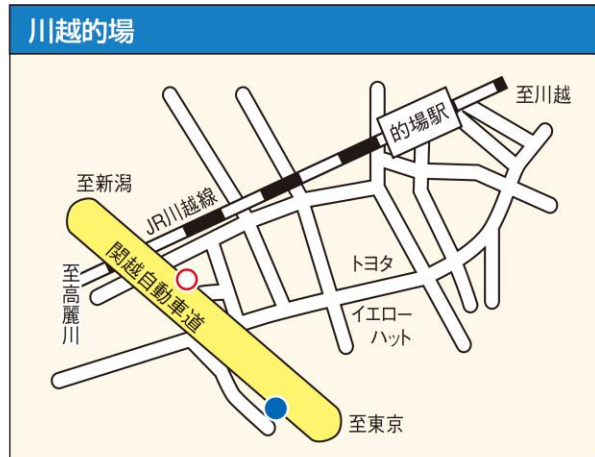 川越的場
至川越
的場駅
至新潟
JR川越線
関越自動車道
至高麗川
トヨタ
イエロー
ハット
至東京